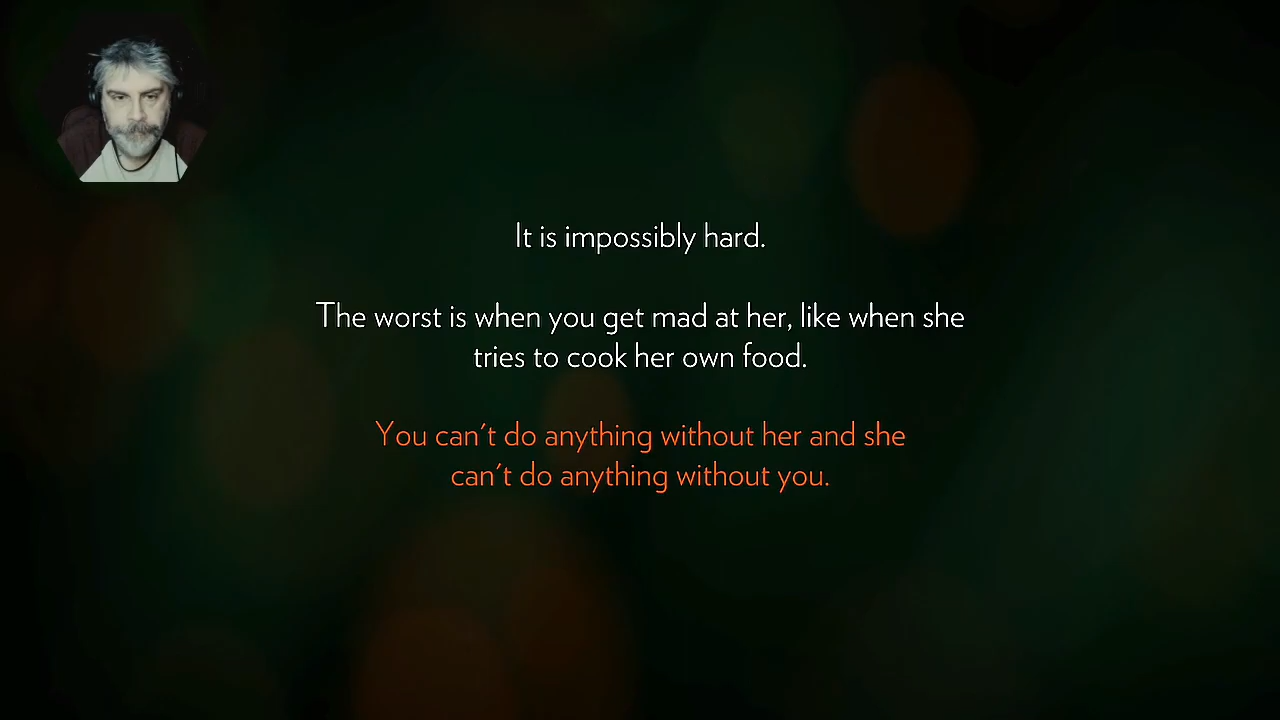 It is impossibly hard.
The worst is when you get mad at her, like when she
tries to cook her own food.
You can't do anything without her and she
can't do anything without you.